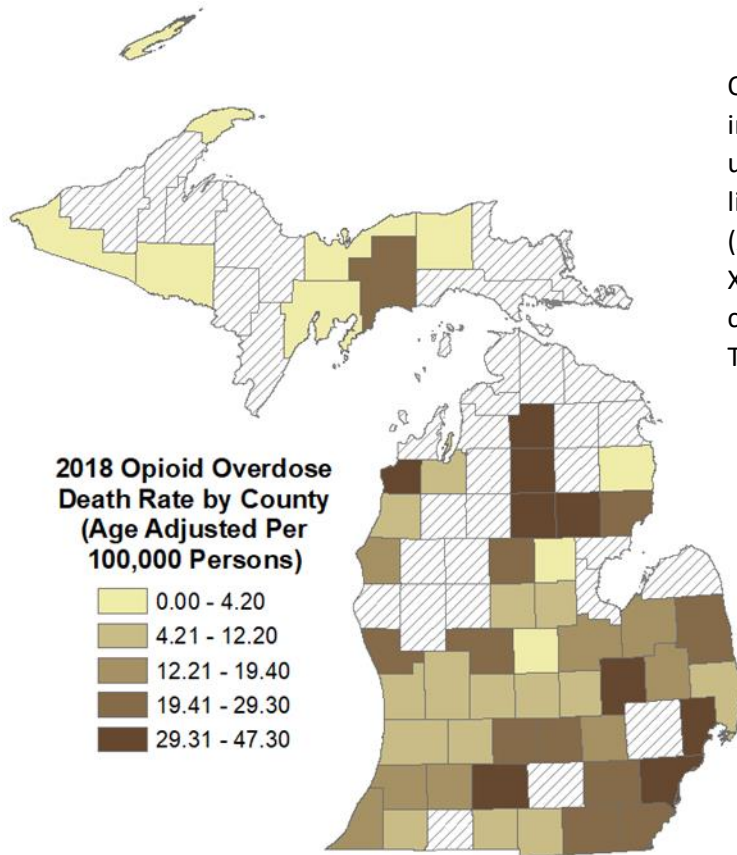 2018 Opioid Overdose
Death Rate by County
(Age Adjusted Per
100,000 Persons)
0.00 - 4.20
4.21 - 12.20
12.21 - 19.40
19.41 - 29.30
29.31 - 47.30